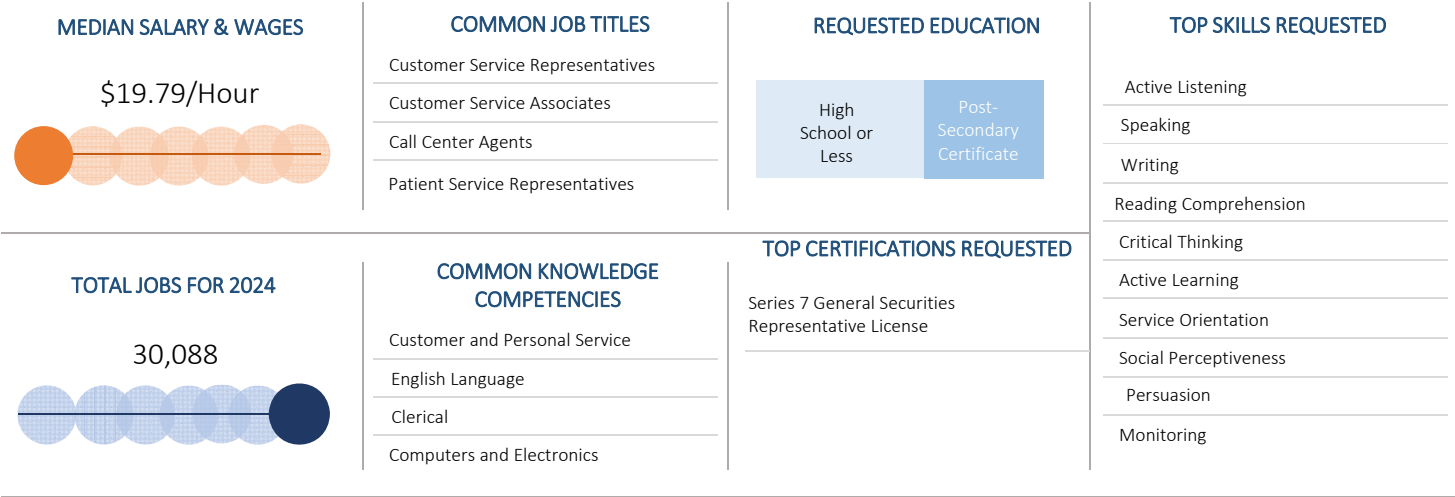 MEDIAN SALARY & WAGES
$19.79/Hour
COMMON JOB TITLES
Customer Service Representatives
Customer Service Associates
Call Center Agents
Patient Service Representatives
REQUESTED EDUCATION
High
School or
Less
Post-
Secondary
Certificate
TOP SKILLS REQUESTED
Active Listening
Speaking
Writing
Reading Comprehension
Critical Thinking
Active Learning
Service Orientation
Social Perceptiveness
Persuasion
Monitoring
TOTAL JOBS FOR 2024
30,088
COMMON KNOWLEDGE
COMPETENCIES
Customer and Personal Service
English Language
Clerical
Computers and Electronics
TOP CERTIFICATIONS REQUESTED
Series 7 General Securities
Representative License